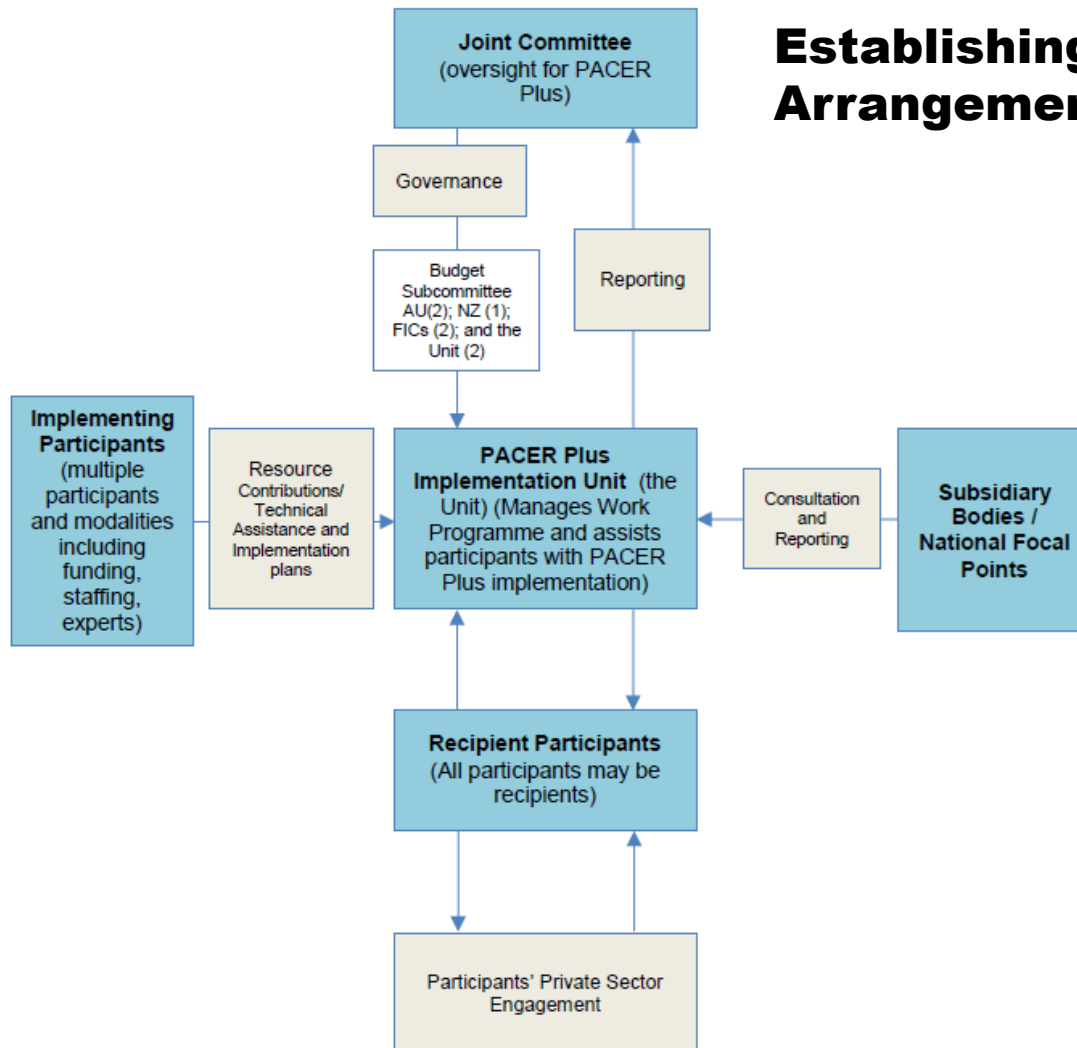 Establishing
Arrangemen
Joint Committee
(oversight for PACER
Plus)
Governance
Reporting
Budget
Subcommittee
AU(2); NZ (1);
FICs (2); and the
Unit (2)
Implementing
Participants
(multiple
participants
and modalities
including
funding,
staffing,
experts)
Resource
Contributions/
Technical
Assistance and
Implementation
plans
PACER Plus
Implementation Unit (the
Unit) (Manages Work
Programme and assists
participants with PACER
Plus implementation)
Consultation
and
Reporting
Subsidiary
Bodies /
National Focal
Points
Recipient Participants
(All participants may be
recipients)
Participants' Private Sector
Engagement